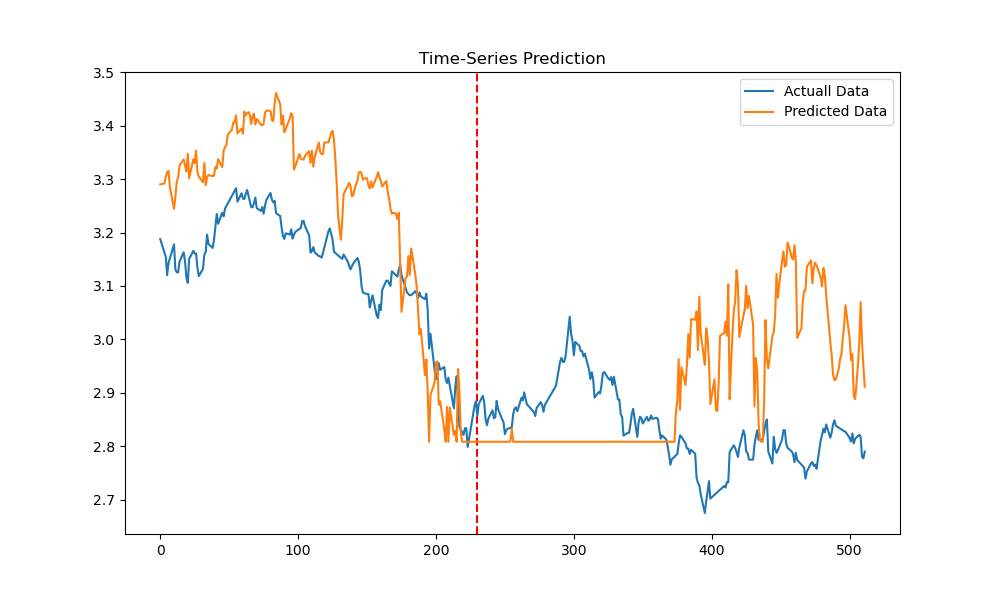 Time-Series Prediction
Actuall Data
Predicted Data
3.5
3.4
3.3
3.2
3.1
3.0
2.9
2.8
2.7
0 100 200 300 400 500